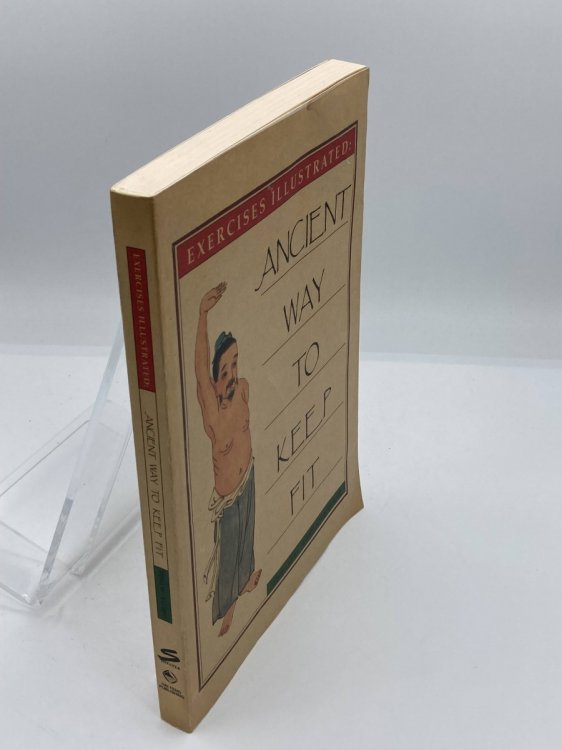 EXERCISES ILLUSTRATED:
ANCIENT
WAY
TO
KEEP
FIT
EXERCISES ILLUSTRATED: ANCIENT WAY TO KEEP FIT